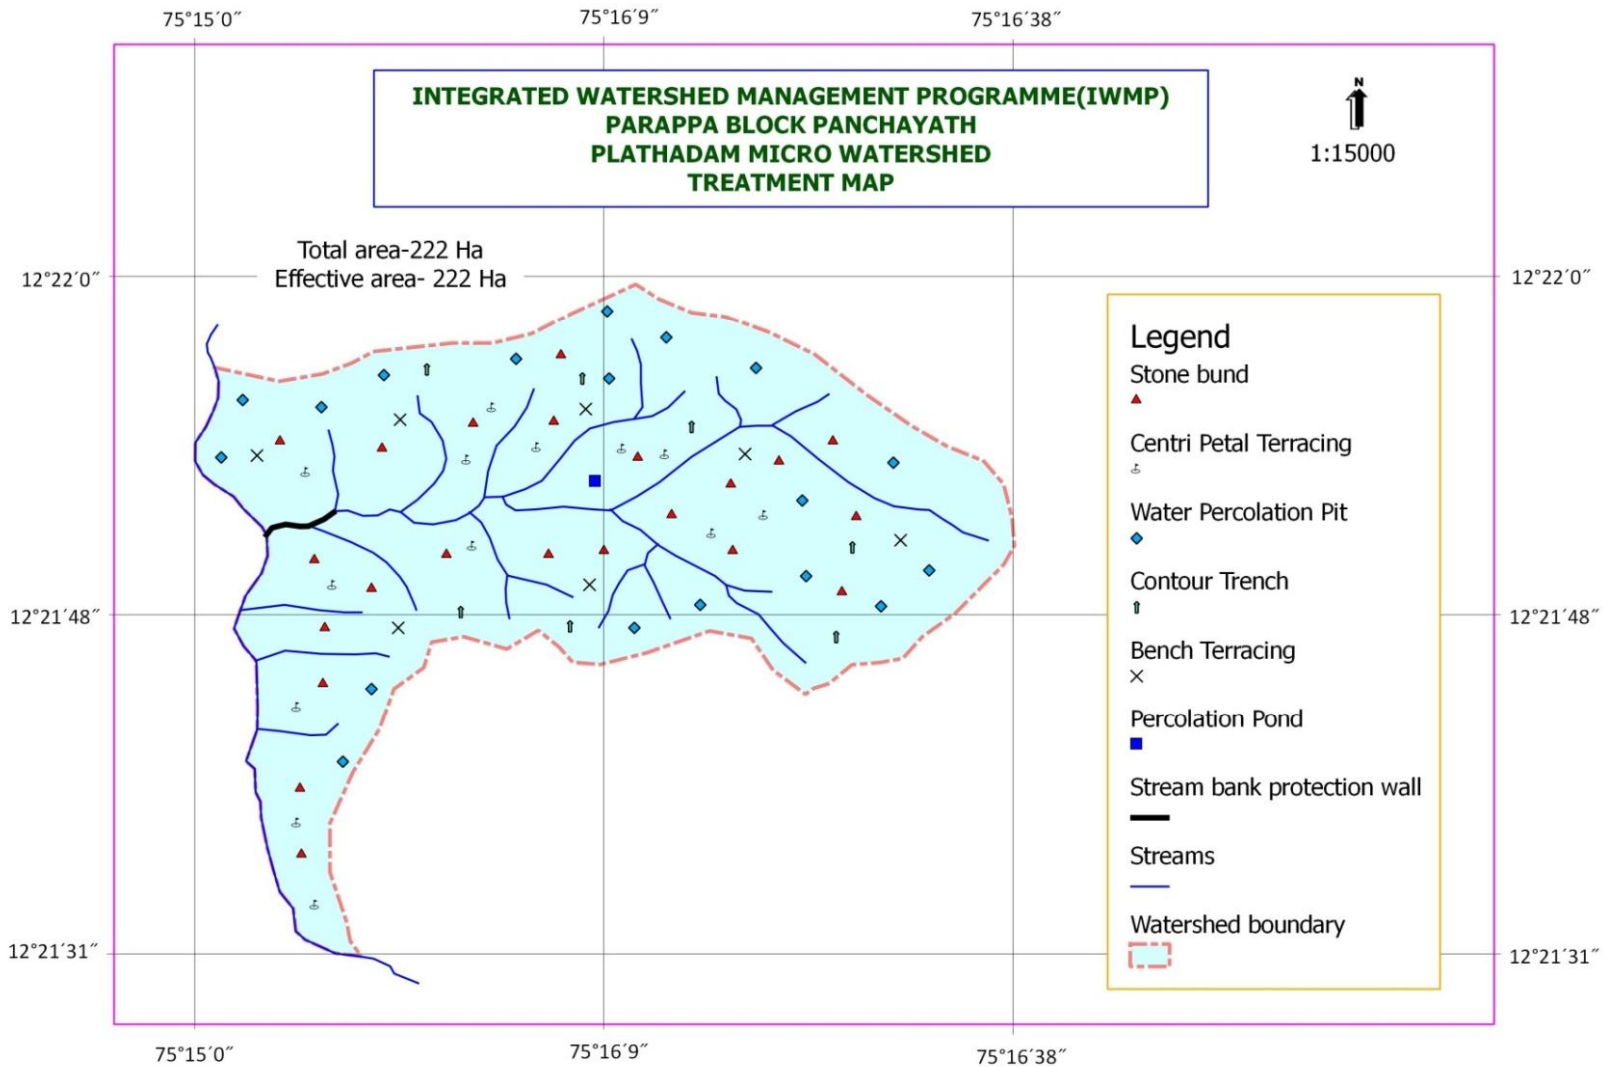 75°15′0″ 75°16′9″ 75°16′38″
INTEGRATED WATERSHED MANAGEMENT PROGRAMME(IWMP)
PARAPPA BLOCK PANCHAYATH
PLATHADAM MICRO WATERSHED
TREATMENT MAP
N
1:15000
Total area-222 Ha
Effective area- 222 Ha
12°22′0″ 12°22′0″
Legend
Stone bund
Centri Petal Terracing
Water Percolation Pit
Contour Trench
12°21′48″ 12°21′48″
Bench Terracing
Percolation Pond
Stream bank protection wall
Streams
Watershed boundary
12°21′31″ 12°21′31″
75°15′0″ 75°16′9″ 75°16′38″